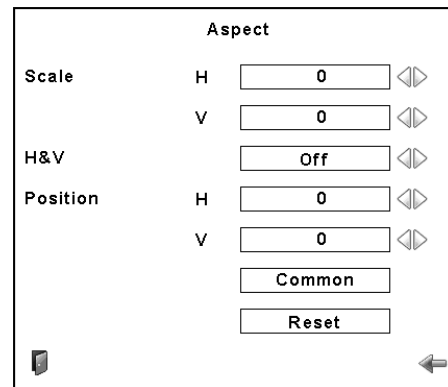 Aspect
Scale H 0
V 0
H&V Off
Position H 0
V 0
Common
Reset